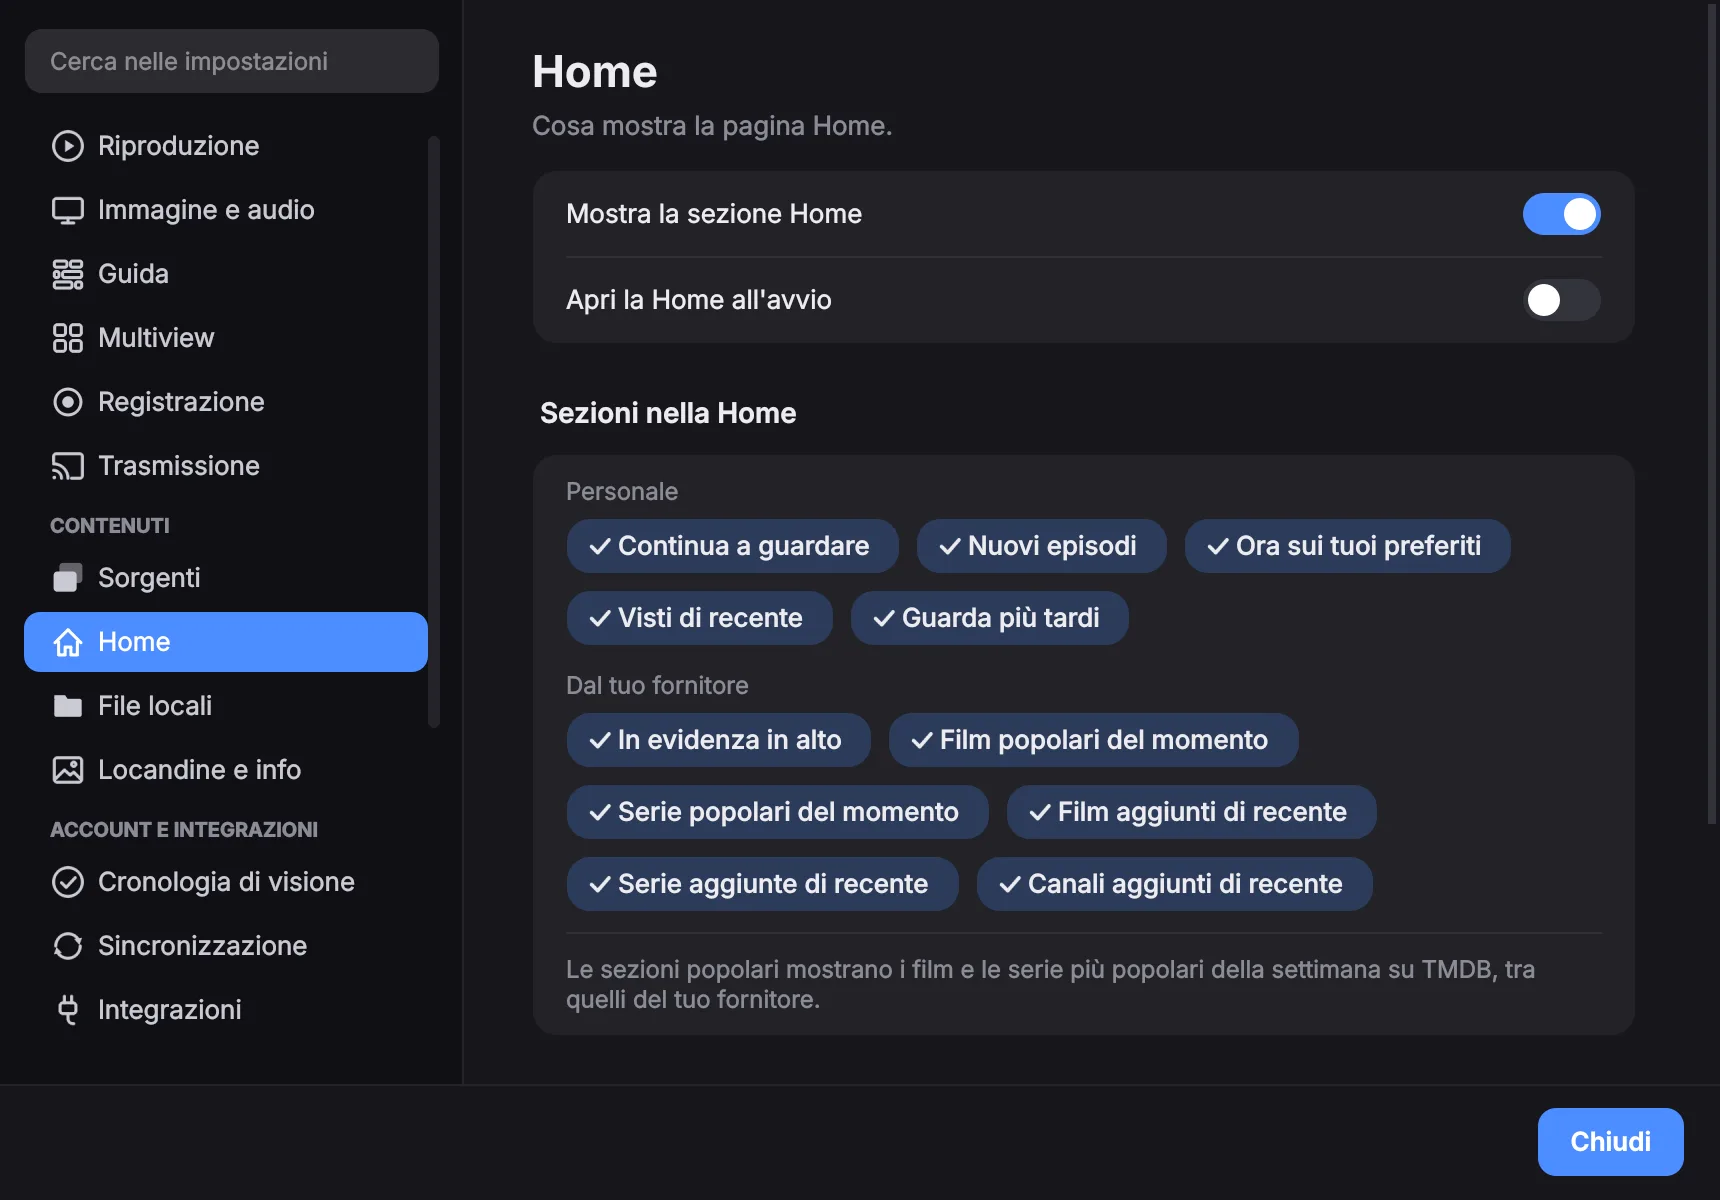 Cerca nelle impostazioni
Riproduzione
Immagine e audio
Guida
Multiview
Registrazione
Trasmissione
CONTENUTI
Sorgenti
Home
File locali
Locandine e info
ACCOUNT E INTEGRAZIONI
Cronologia di visione
Sincronizzazione
Integrazioni
Home
Cosa mostra la pagina Home.
Mostra la sezione Home
Apri la Home all'avvio
Sezioni nella Home
Personale
Continua a guardare
Nuovi episodi
Ora sui tuoi preferiti
Visti di recente
Guarda più tardi
Dal tuo fornitore
In evidenza in alto
Film popolari del momento
Serie popolari del momento
Film aggiunti di recente
Serie aggiunte di recente
Canali aggiunti di recente
Le sezioni popolari mostrano i film e le serie più popolari della settimana su TMDB, tra
quelli del tuo fornitore.
Chiudi